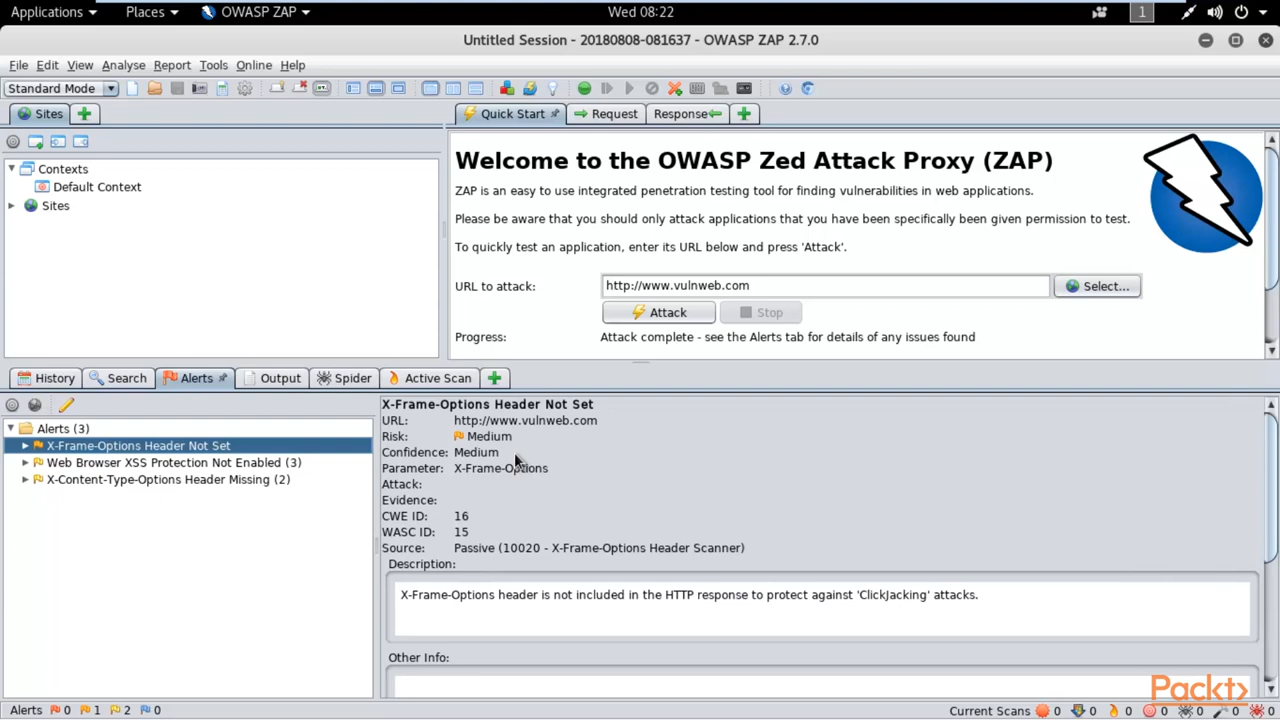 Applications Places OWASP ZAP Wed 08:22 1
Untitled Session - 20180808-081637 - OWASP ZAP 2.7.0
File Edit View Analyse Report Tools Online Help
Standard Mode
Sites
Quick Start Request Response
Contexts
Default Context
Sites
Welcome to the OWASP Zed Attack Proxy (ZAP)
ZAP is an easy to use integrated penetration testing tool for finding vulnerabilities in web applications.
Please be aware that you should only attack applications that you have been specifically been given permission to test.
To quickly test an application, enter its URL below and press 'Attack'.
URL to attack: http://www.vulnweb.com Select...
Attack Stop
Progress: Attack complete - see the Alerts tab for details of any issues found
History Search Alerts Output Spider Active Scan
Alerts (3)
X-Frame-Options Header Not Set
Web Browser XSS Protection Not Enabled (3)
X-Content-Type-Options Header Missing (2)
X-Frame-Options Header Not Set
URL: http://www.vulnweb.com
Risk: Medium
Confidence: Medium
Parameter: X-Frame-Options
Attack:
Evidence:
CWE ID: 16
WASC ID: 15
Source: Passive (10020 - X-Frame-Options Header Scanner)
Description:
X-Frame-Options header is not included in the HTTP response to protect against 'ClickJacking' attacks.
Other Info:
Packt
Alerts 0 1 2 0 Current Scans 0 0 0 0 0 0 0